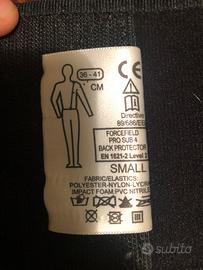 36 - 41
CM
CE
Directive
89/686/EEC
FORCEFIELD
PRO SUB 4
BACK PROTECTOR
EN 1621-2 Level 2
SMALL
FABRIC/ELASTICS:
POLYESTER-NYLON-LYCRA
IMPACT FOAM: PVC NITRILE
subito